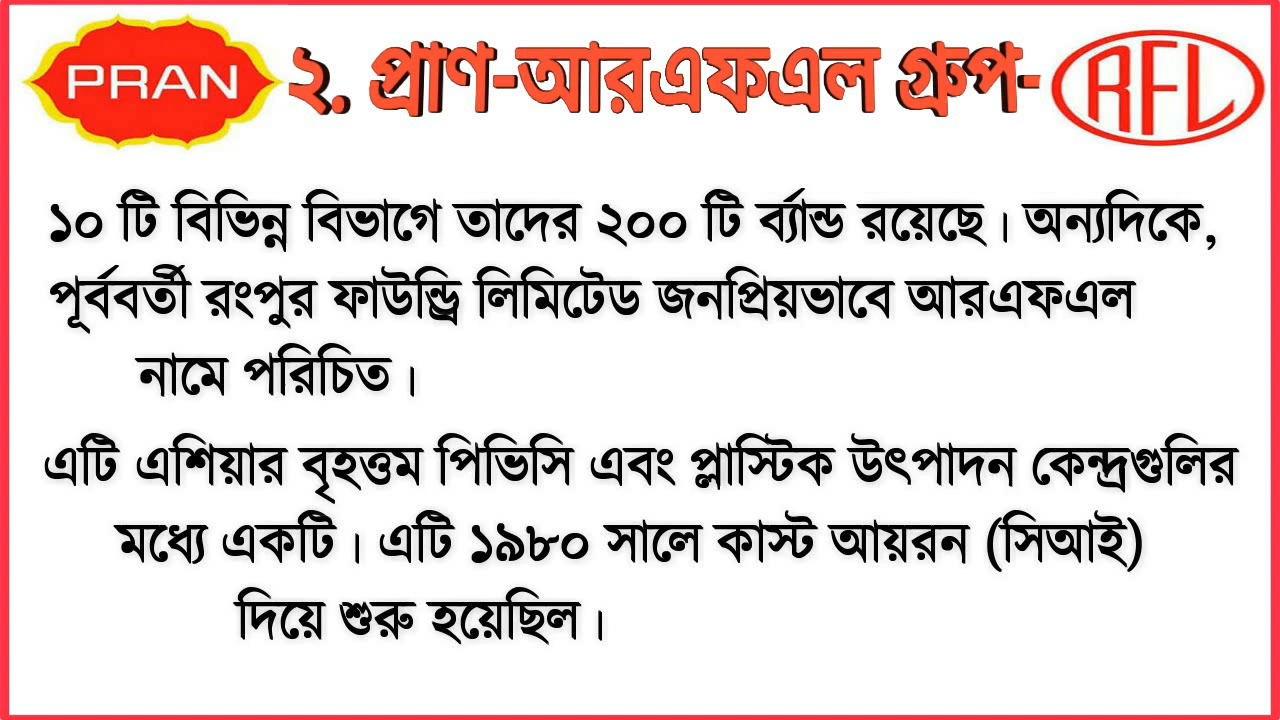 PRAN ২. প্রাণ-আরএফএল গ্রুপ- RFL
১০ টি বিভিন্ন বিভাগে তাদের ২০০ টি ব্র্যান্ড রয়েছে। অন্যদিকে,
পূর্ববর্তী রংপুর ফাউন্ড্রি লিমিটেড জনপ্রিয়ভাবে আরএফএল
নামে পরিচিত।
এটি এশিয়ার বৃহত্তম পিভিসি এবং প্লাস্টিক উৎপাদন কেন্দ্রগুলির
মধ্যে একটি। এটি ১৯৮০ সালে কাস্ট আয়রন (সিআই)
দিয়ে শুরু হয়েছিল।